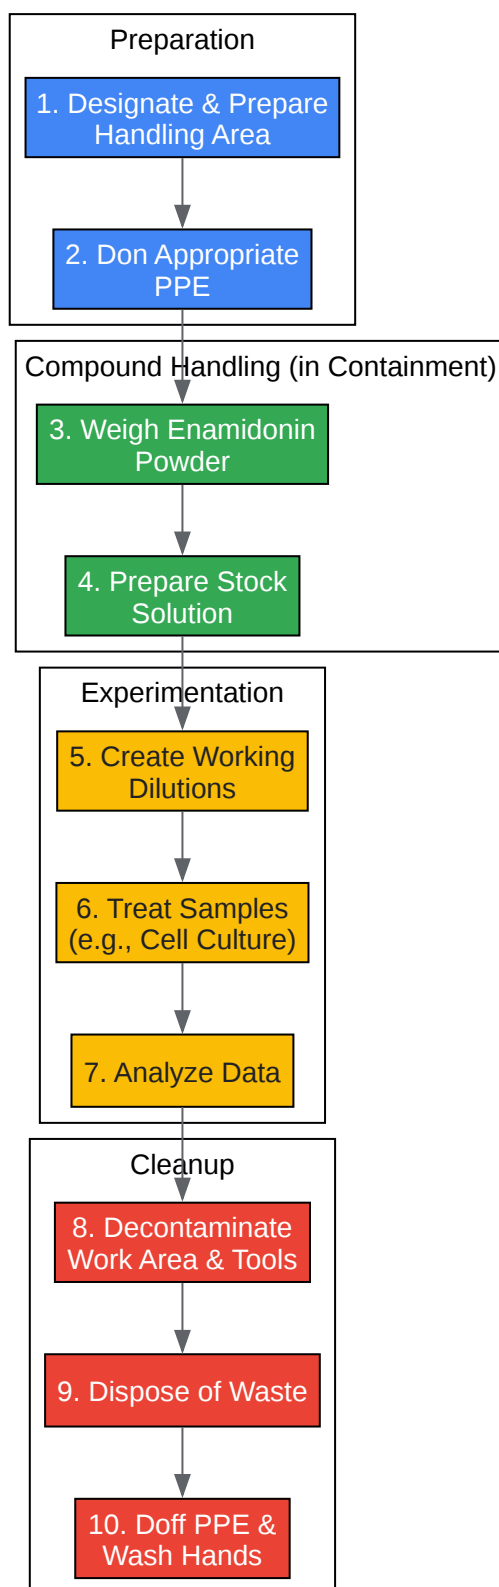 Preparation
1. Designate & Prepare
Handling Area
2. Don Appropriate
PPE
Compound Handling (in Containment)
3. Weigh Enamidonin
Powder
4. Prepare Stock
Solution
Experimentation
5. Create Working
Dilutions
6. Treat Samples
(e.g., Cell Culture)
7. Analyze Data
Cleanup
8. Decontaminate
Work Area & Tools
9. Dispose of Waste
10. Doff PPE &
Wash Hands